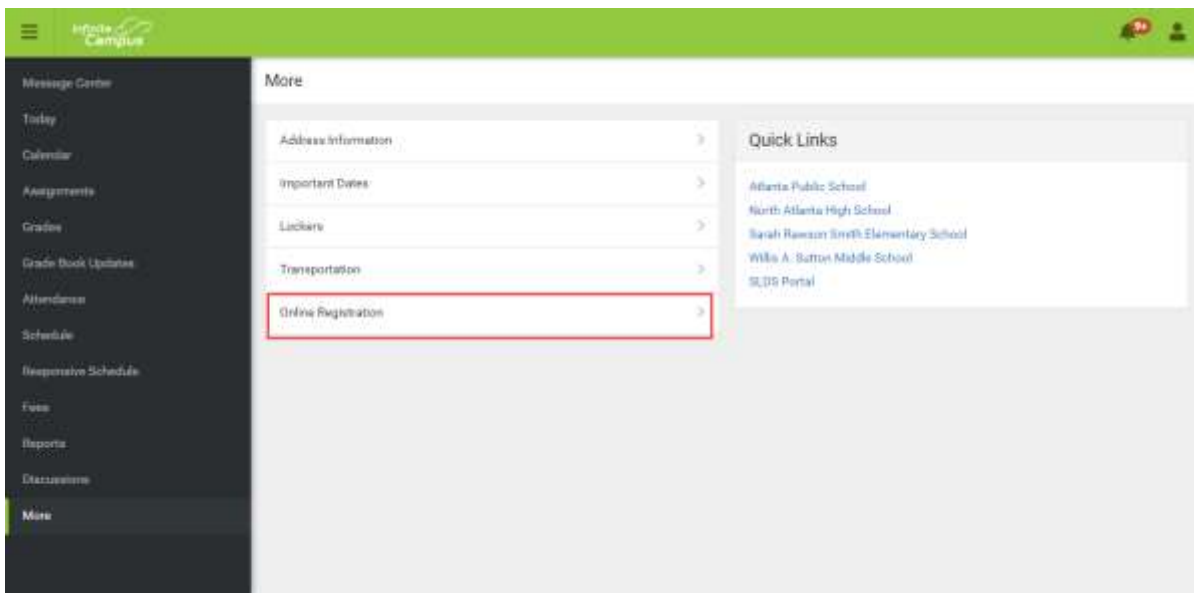 Infinite
Campus
9+
Message Center
Today
Calendar
Assignments
Grades
Grade Book Updates
Attendance
Schedule
Responsive Schedule
Fees
Reports
Discussions
More
More
Address Information
Important Dates
Lockers
Transportation
Online Registration
Quick Links
Atlanta Public School
North Atlanta High School
Sarah Rawson Smith Elementary School
Willis A. Sutton Middle School
SLDS Portal